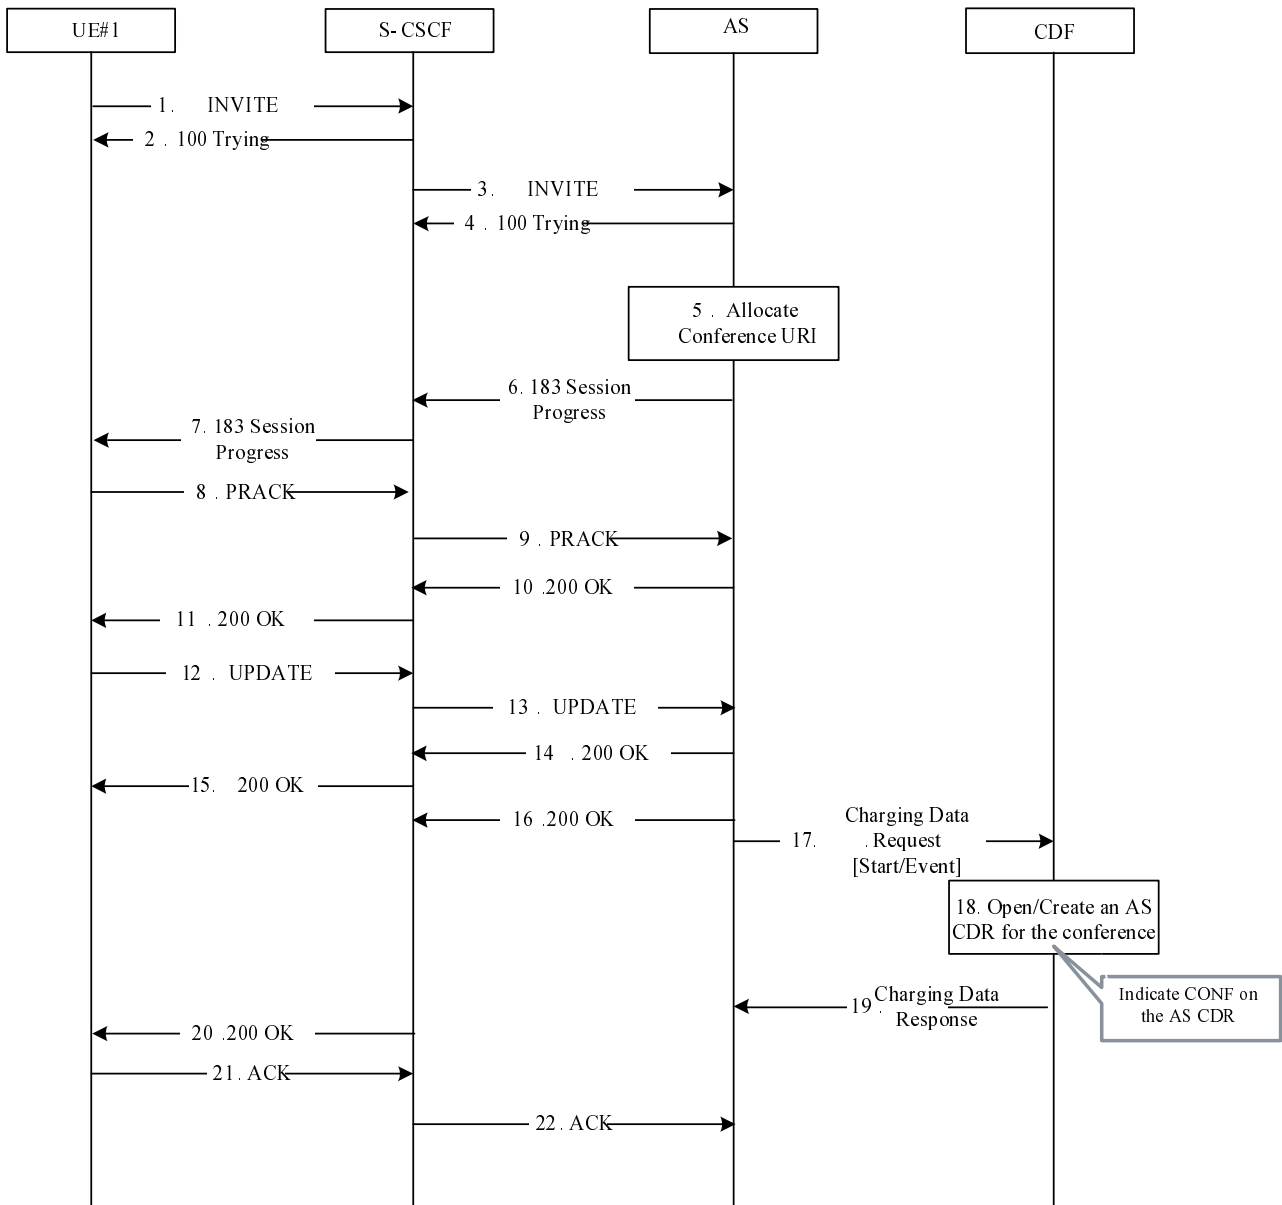 UE#1
S-CSCF
AS
CDF
1. INVITE
2 . 100 Trying
3. INVITE
4 . 100 Trying
5 . Allocate
Conference URI
6. 183 Session
Progress
7. 183 Session
Progress
8 . PRACK
9 . PRACK
10 .200 OK
11 . 200 OK
12 . UPDATE
13 . UPDATE
14 . 200 OK
15. 200 OK
16 .200 OK
17.
Charging Data
.Request
[Start/Event]
18. Open/Create an AS
CDR for the conference
Indicate CONF on
the AS CDR
19 .
Charging Data
Response
20 .200 OK
21. ACK
22. ACK